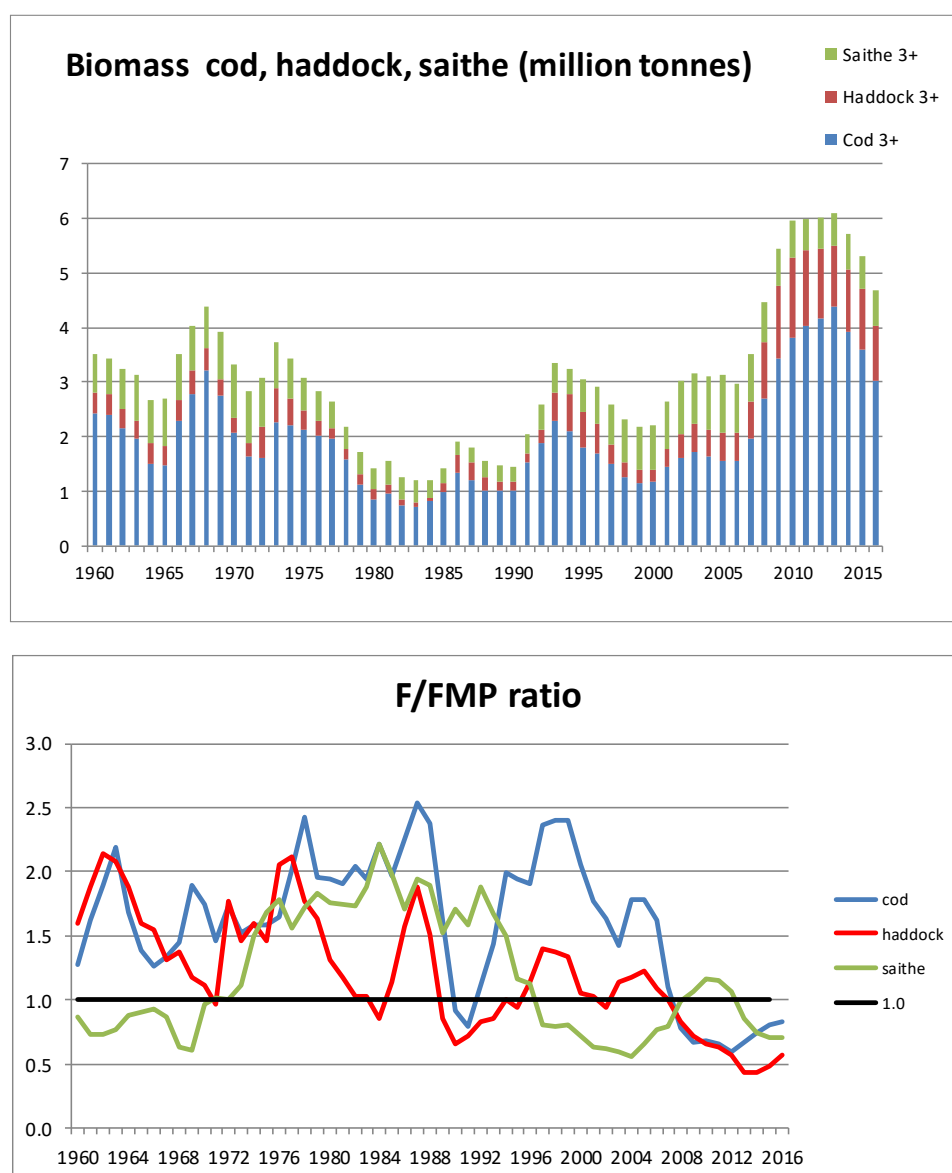 Biomass cod, haddock, saithe (million tonnes)
Saithe 3+
Haddock 3+
Cod 3+
7
6
5
4
3
2
1
0
1960 1965 1970 1975 1980 1985 1990 1995 2000 2005 2010 2015
F/FMP ratio
3.0
2.5
2.0
1.5
1.0
0.5
0.0
cod
haddock
saithe
1.0
1960 1964 1968 1972 1976 1980 1984 1988 1992 1996 2000 2004 2008 2012 2016